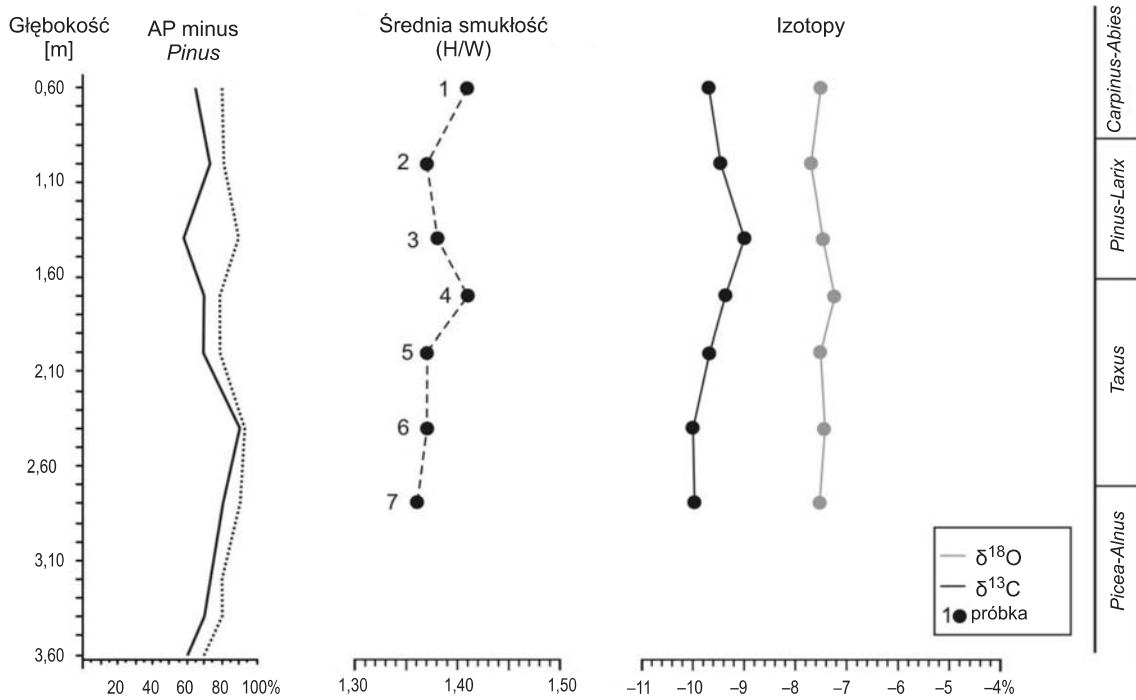 Głębokość
[m]
AP minus
Pinus
Średnia smukłość
(H/W)
Izotopy
0,60
1,10
1,60
2,10
2,60
3,10
3,60
20 40 60 80 100%
1
2
3
4
5
6
7
1,30 1,40 1,50
–11 –10 –9 –8 –7 –6 –5 –4%
δ18O
δ13C
1 próbka
Carpinus-Abies
Pinus-Larix
Taxus
Picea-Alnus